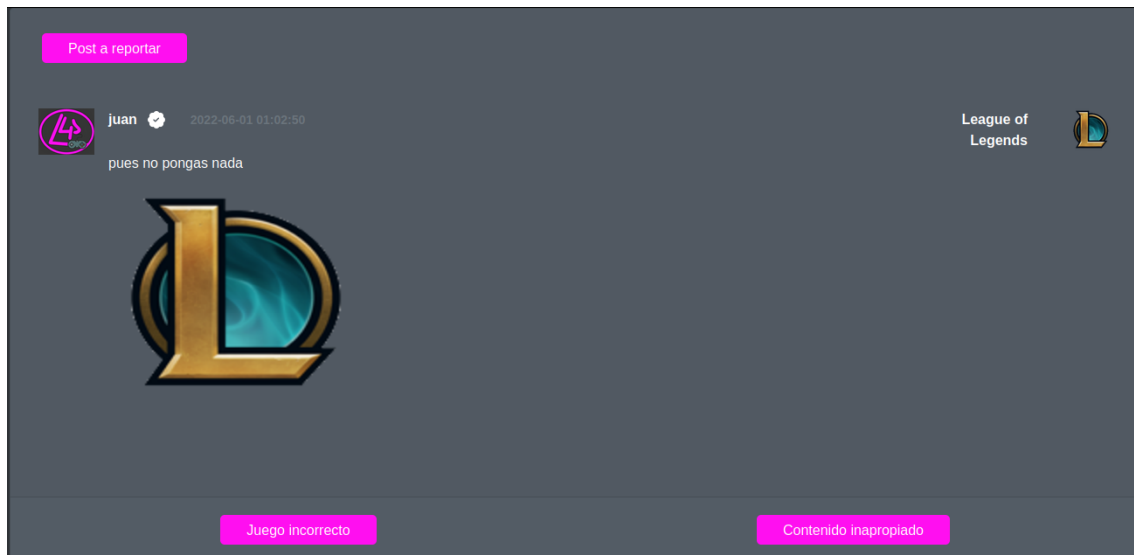 Post a reportar
juan
2022-06-01 01:02:50
League of
Legends
pues no pongas nada
Juego incorrecto
Contenido inapropiado